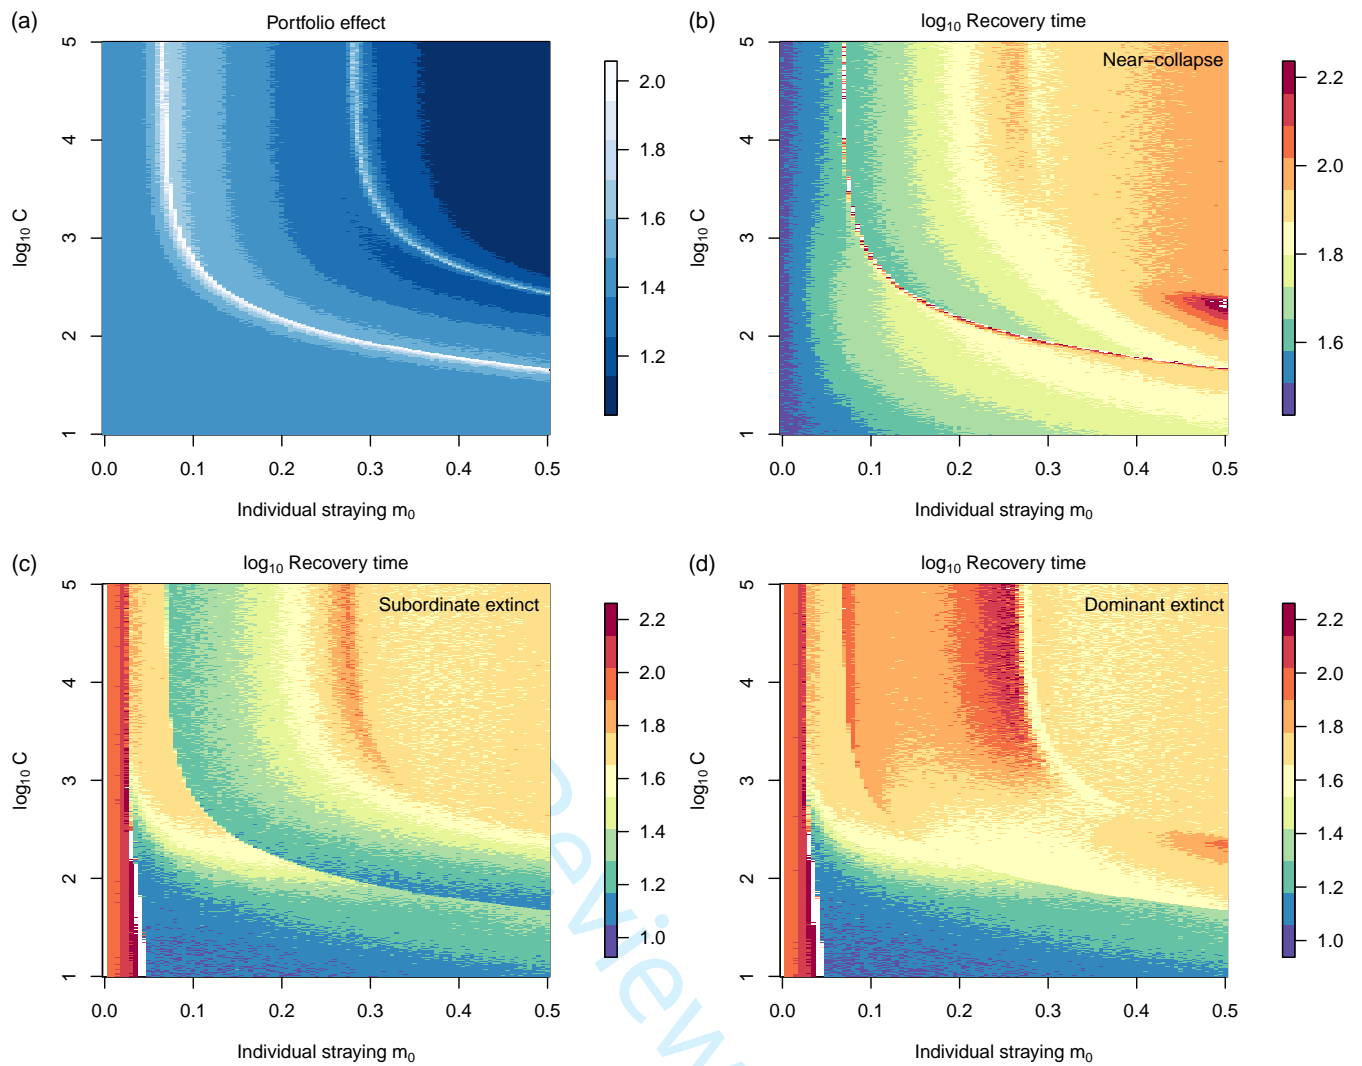 (a)
Portfolio effect
log₁₀ C
5
4
3
2
1
0.0 0.1 0.2 0.3 0.4 0.5
Individual straying m₀
2.0
1.8
1.6
1.4
1.2
(b)
log₁₀ Recovery time
Near−collapse
log₁₀ C
5
4
3
2
1
0.0 0.1 0.2 0.3 0.4 0.5
Individual straying m₀
2.2
2.0
1.8
1.6
(c)
log₁₀ Recovery time
Subordinate extinct
log₁₀ C
5
4
3
2
1
0.0 0.1 0.2 0.3 0.4 0.5
Individual straying m₀
2.2
2.0
1.8
1.6
1.4
1.2
1.0
(d)
log₁₀ Recovery time
Dominant extinct
log₁₀ C
5
4
3
2
1
0.0 0.1 0.2 0.3 0.4 0.5
Individual straying m₀
2.2
2.0
1.8
1.6
1.4
1.2
1.0
Review